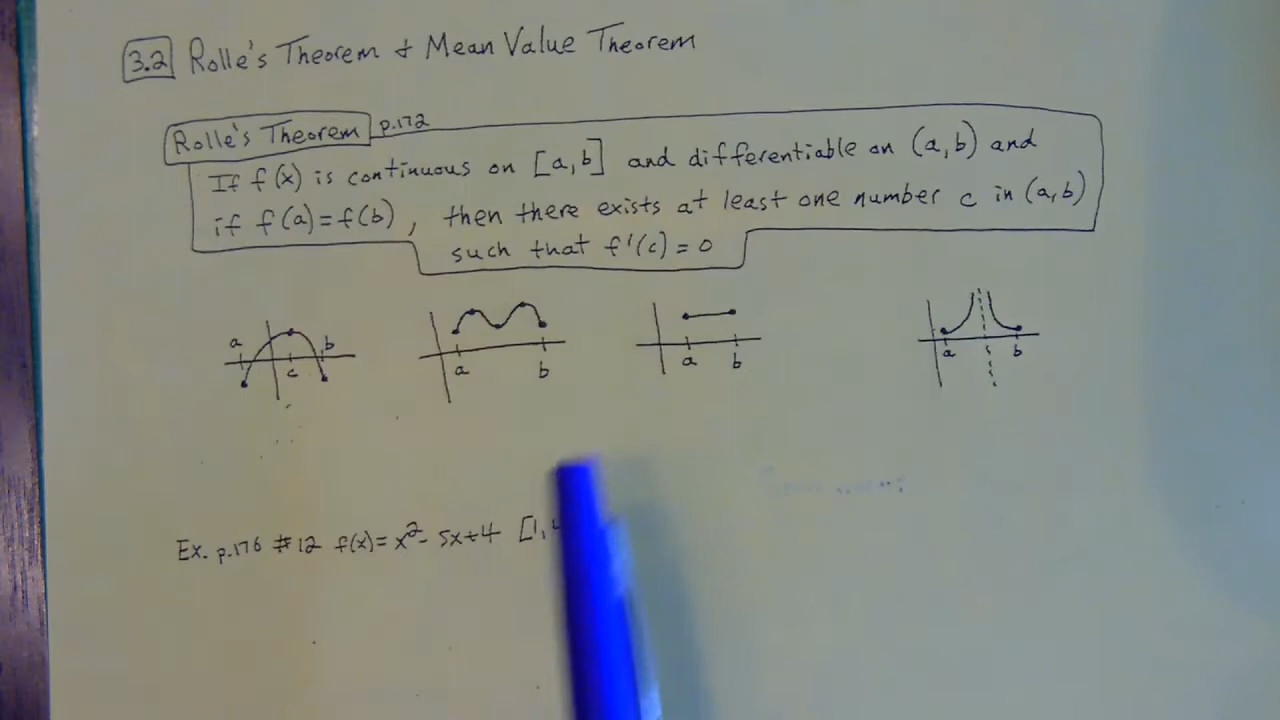 3.2 Rolle's Theorem + Mean Value Theorem
Rolle's Theorem p.172
If f(x) is continuous on [a,b] and differentiable on (a,b) and
if f(a)=f(b), then there exists at least one number c in (a,b)
such that f'(c)=0
a c b
a b
a b
a b
Ex. p.176 #12 f(x)=x²-5x+4 [1,